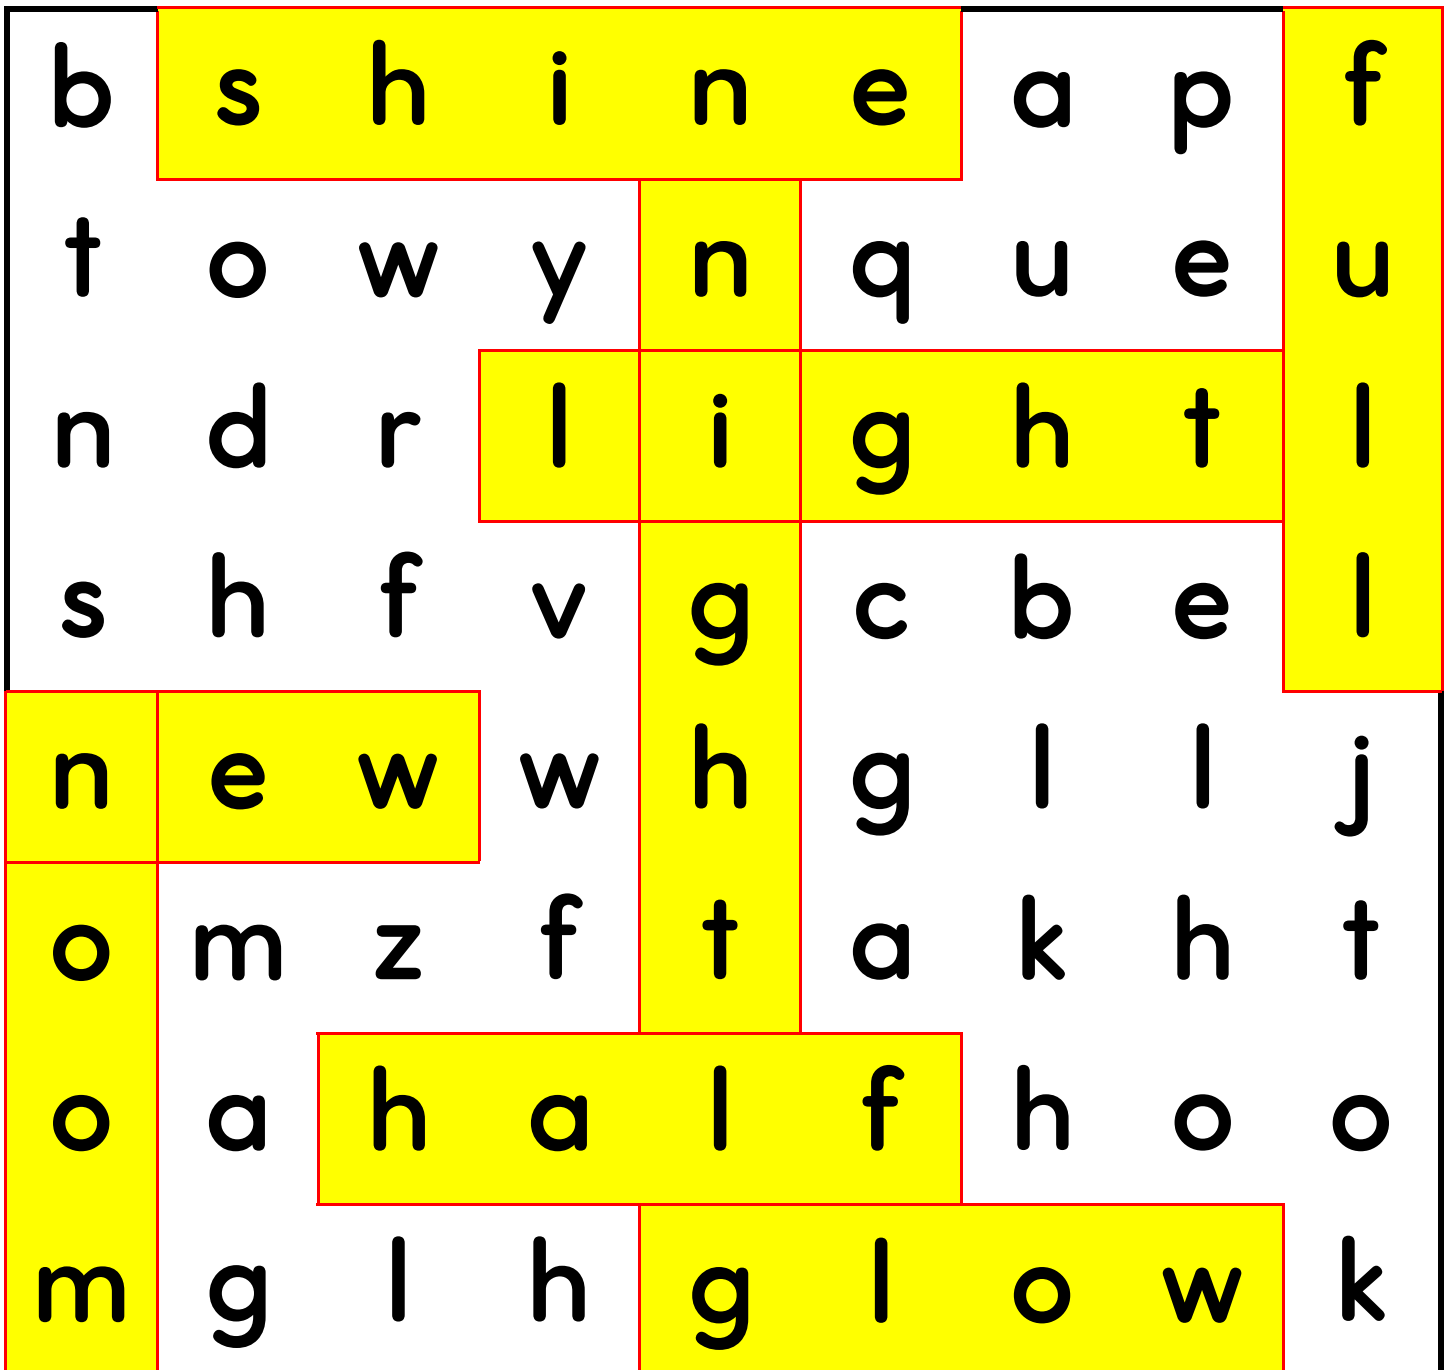 b s h i n e a p f
t o w y n q u e u
n d r l i g h t l
s h f v g c b e l
n e w w h g l l j
o m z f t a k h t
o a h a l f h o o
m g l h g l o w k